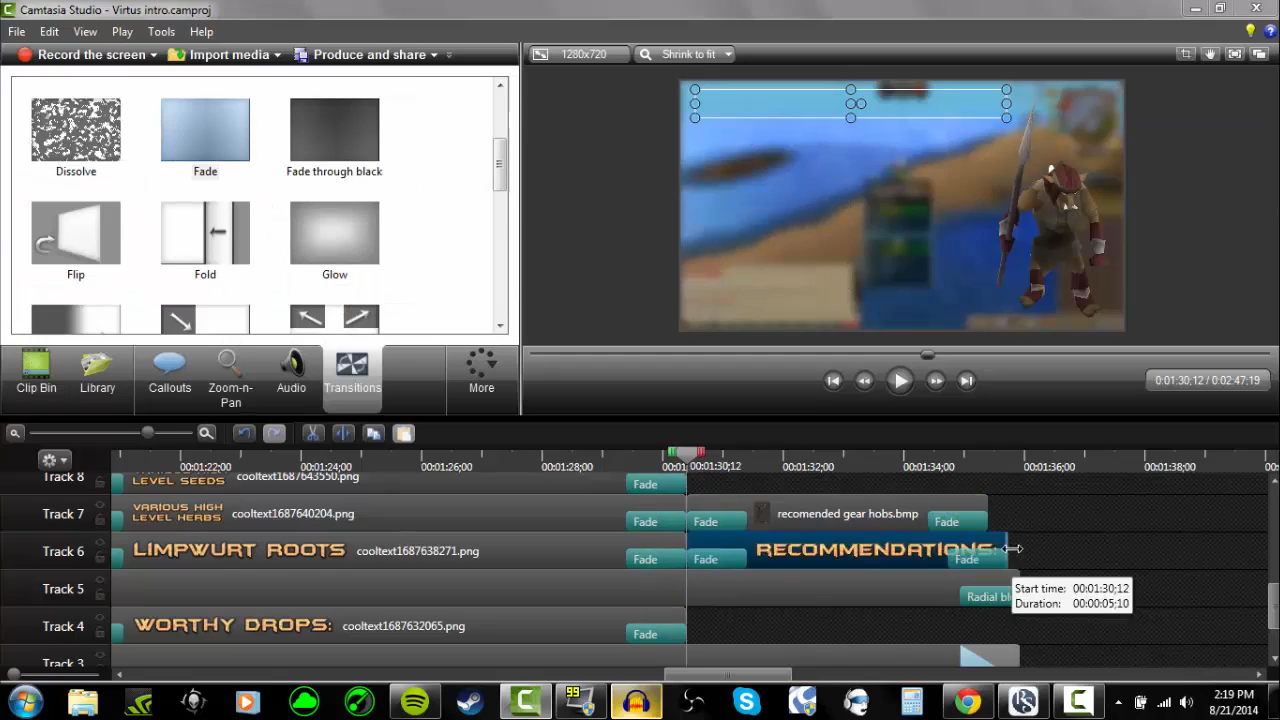 Camtasia Studio - Virtus intro.camproj
File Edit View Play Tools Help
Record the screen Import media Produce and share
1280x720 Shrink to fit
Dissolve Fade Fade through black
Flip Fold Glow
Clip Bin Library Callouts Zoom-n-Pan Audio Transitions More
0:01:30;12 / 0:02:47;19
00:01:22;00 00:01:24;00 00:01:26;00 00:01:28;00 00:01:30;12 00:01:32;00 00:01:34;00 00:01:36;00 00:01:38;00
Track 8 LEVEL SEEDS cooltext1687643550.png Fade
Track 7 VARIOUS HIGH LEVEL HERBS cooltext1687640204.png Fade Fade recomended gear hobs.bmp Fade
Track 6 LIMPWURT ROOTS cooltext1687638271.png Fade Fade RECOMMENDATIONS: Fade
Track 5 Radial bl
Start time: 00:01:30;12
Duration: 00:00:05;10
Track 4 WORTHY DROPS: cooltext1687632065.png Fade
Track 3
99
2:19 PM
8/21/2014